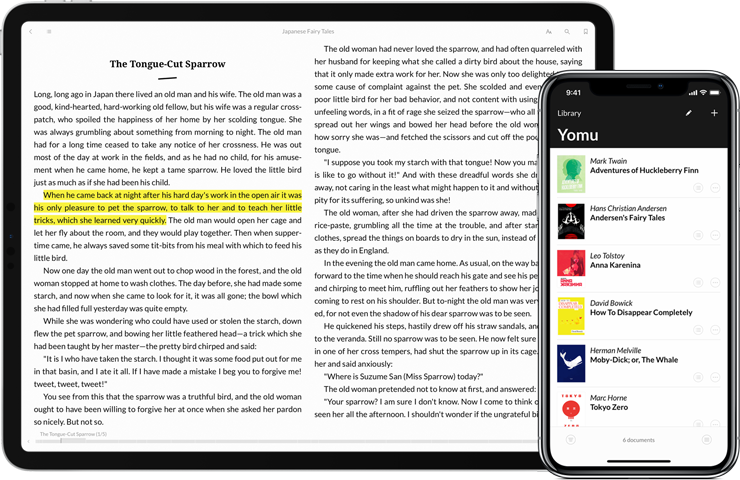 Japanese Fairy Tales
The Tongue-Cut Sparrow
Long, long ago in Japan there lived an old man and his wife. The old man was a
good, kind-hearted, hard-working old fellow, but his wife was a regular cross-
patch, who spoiled the happiness of her home by her scolding tongue. She
was always grumbling about something from morning to night. The old man
had for a long time ceased to take any notice of her crossness. He was out
most of the day at work in the fields, and as he had no child, for his amuse-
ment when he came home, he kept a tame sparrow. He loved the little bird
just as much as if she had been his child.
When he came back at night after his hard day's work in the open air it was
his only pleasure to pet the sparrow, to talk to her and to teach her little
tricks, which she learned very quickly. The old man would open her cage and
let her fly about the room, and they would play together. Then when supper-
time came, he always saved some tit-bits from his meal with which to feed his
little bird.
Now one day the old man went out to chop wood in the forest, and the old
woman stopped at home to wash clothes. The day before, she had made some
starch, and now when she came to look for it, it was all gone; the bowl which
she had filled full yesterday was quite empty.
While she was wondering who could have used or stolen the starch, down
flew the pet sparrow, and bowing her little feathered head—a trick which she
had been taught by her master—the pretty bird chirped and said:
"It is I who have taken the starch. I thought it was some food put out for me
in that basin, and I ate it all. If I have made a mistake I beg you to forgive me!
tweet, tweet, tweet!"
You see from this that the sparrow was a truthful bird, and the old woman
ought to have been willing to forgive her at once when she asked her pardon
so nicely. But not so.
The Tongue-Cut Sparrow (1/5)
The old woman had never loved the sparrow, and had often quarreled with
her husband for keeping what she called a dirty bird about the house, saying
that it only made extra work for her. Now she was only too delighted
some cause of complaint against the pet. She scolded and even
poor little bird for her bad behavior, and not content with using
unfeeling words, in a fit of rage she seized the sparrow—who all
spread out her wings and bowed her head before the old wom
how sorry she was—and fetched the scissors and cut off the poo
tongue.
"I suppose you took my starch with that tongue! Now you ma
is like to go without it!" And with these dreadful words she dr
away, not caring in the least what might happen to it and without
pity for its suffering, so unkind was she!
The old woman, after she had driven the sparrow away, mad
rice-paste, grumbling all the time at the trouble, and after star
clothes, spread the things on boards to dry in the sun, instead of
as they do in England.
In the evening the old man came home. As usual, on the way ba
forward to the time when he should reach his gate and see his pe
and chirping to meet him, ruffling out her feathers to show her jo
coming to rest on his shoulder. But to-night the old man was very
ed, for not even the shadow of his dear sparrow was to be seen.
He quickened his steps, hastily drew off his straw sandals, an
to the veranda. Still no sparrow was to be seen. He now felt sure
in one of her cross tempers, had shut the sparrow up in its cage.
her and said anxiously:
"Where is Suzume San (Miss Sparrow) today?"
The old woman pretended not to know at first, and answered:
"Your sparrow? I am sure I don't know. Now I come to think o
seen her all the afternoon. I shouldn't wonder if the ungrateful bi
9:41
Library
Yomu
Mark Twain
Adventures of Huckleberry Finn
Hans Christian Andersen
Andersen's Fairy Tales
Leo Tolstoy
Anna Karenina
David Bowick
How To Disappear Completely
Herman Melville
Moby-Dick; or, The Whale
Marc Horne
Tokyo Zero
TOKYO
ZERO
6 documents